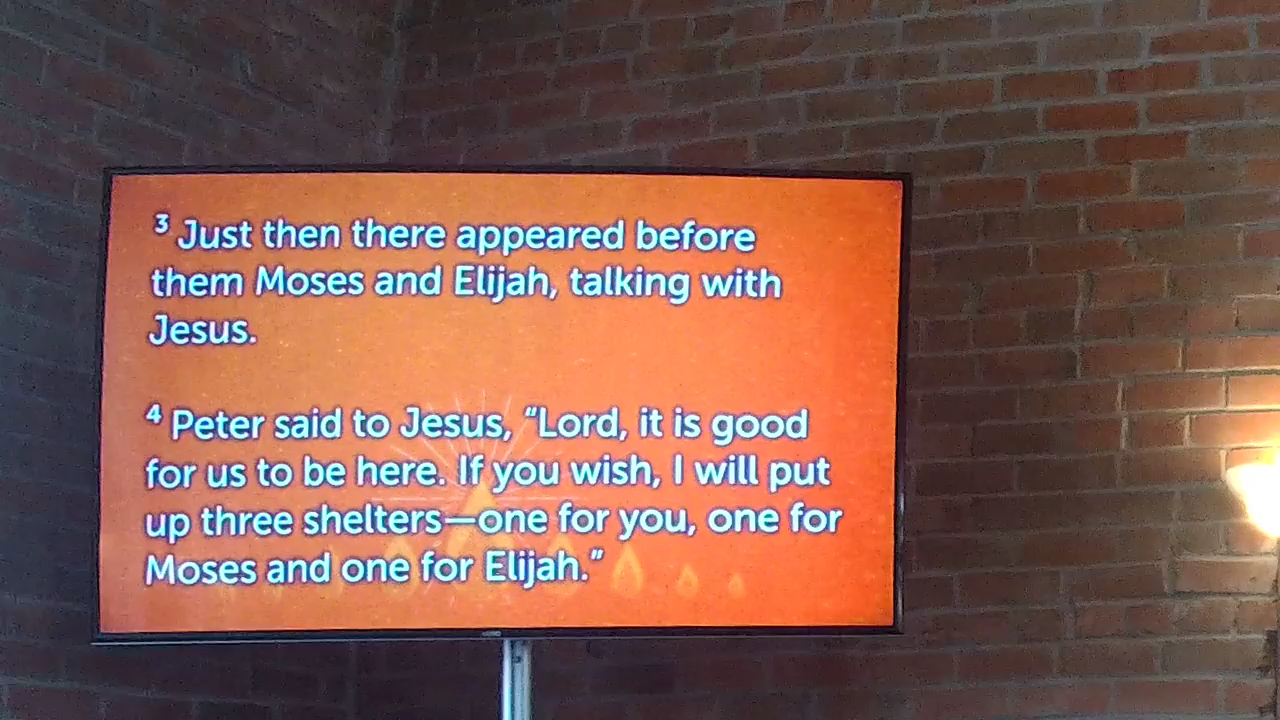 3 Just then there appeared before
them Moses and Elijah, talking with
Jesus.
4 Peter said to Jesus, “Lord, it is good
for us to be here. If you wish, I will put
up three shelters—one for you, one for
Moses and one for Elijah.”